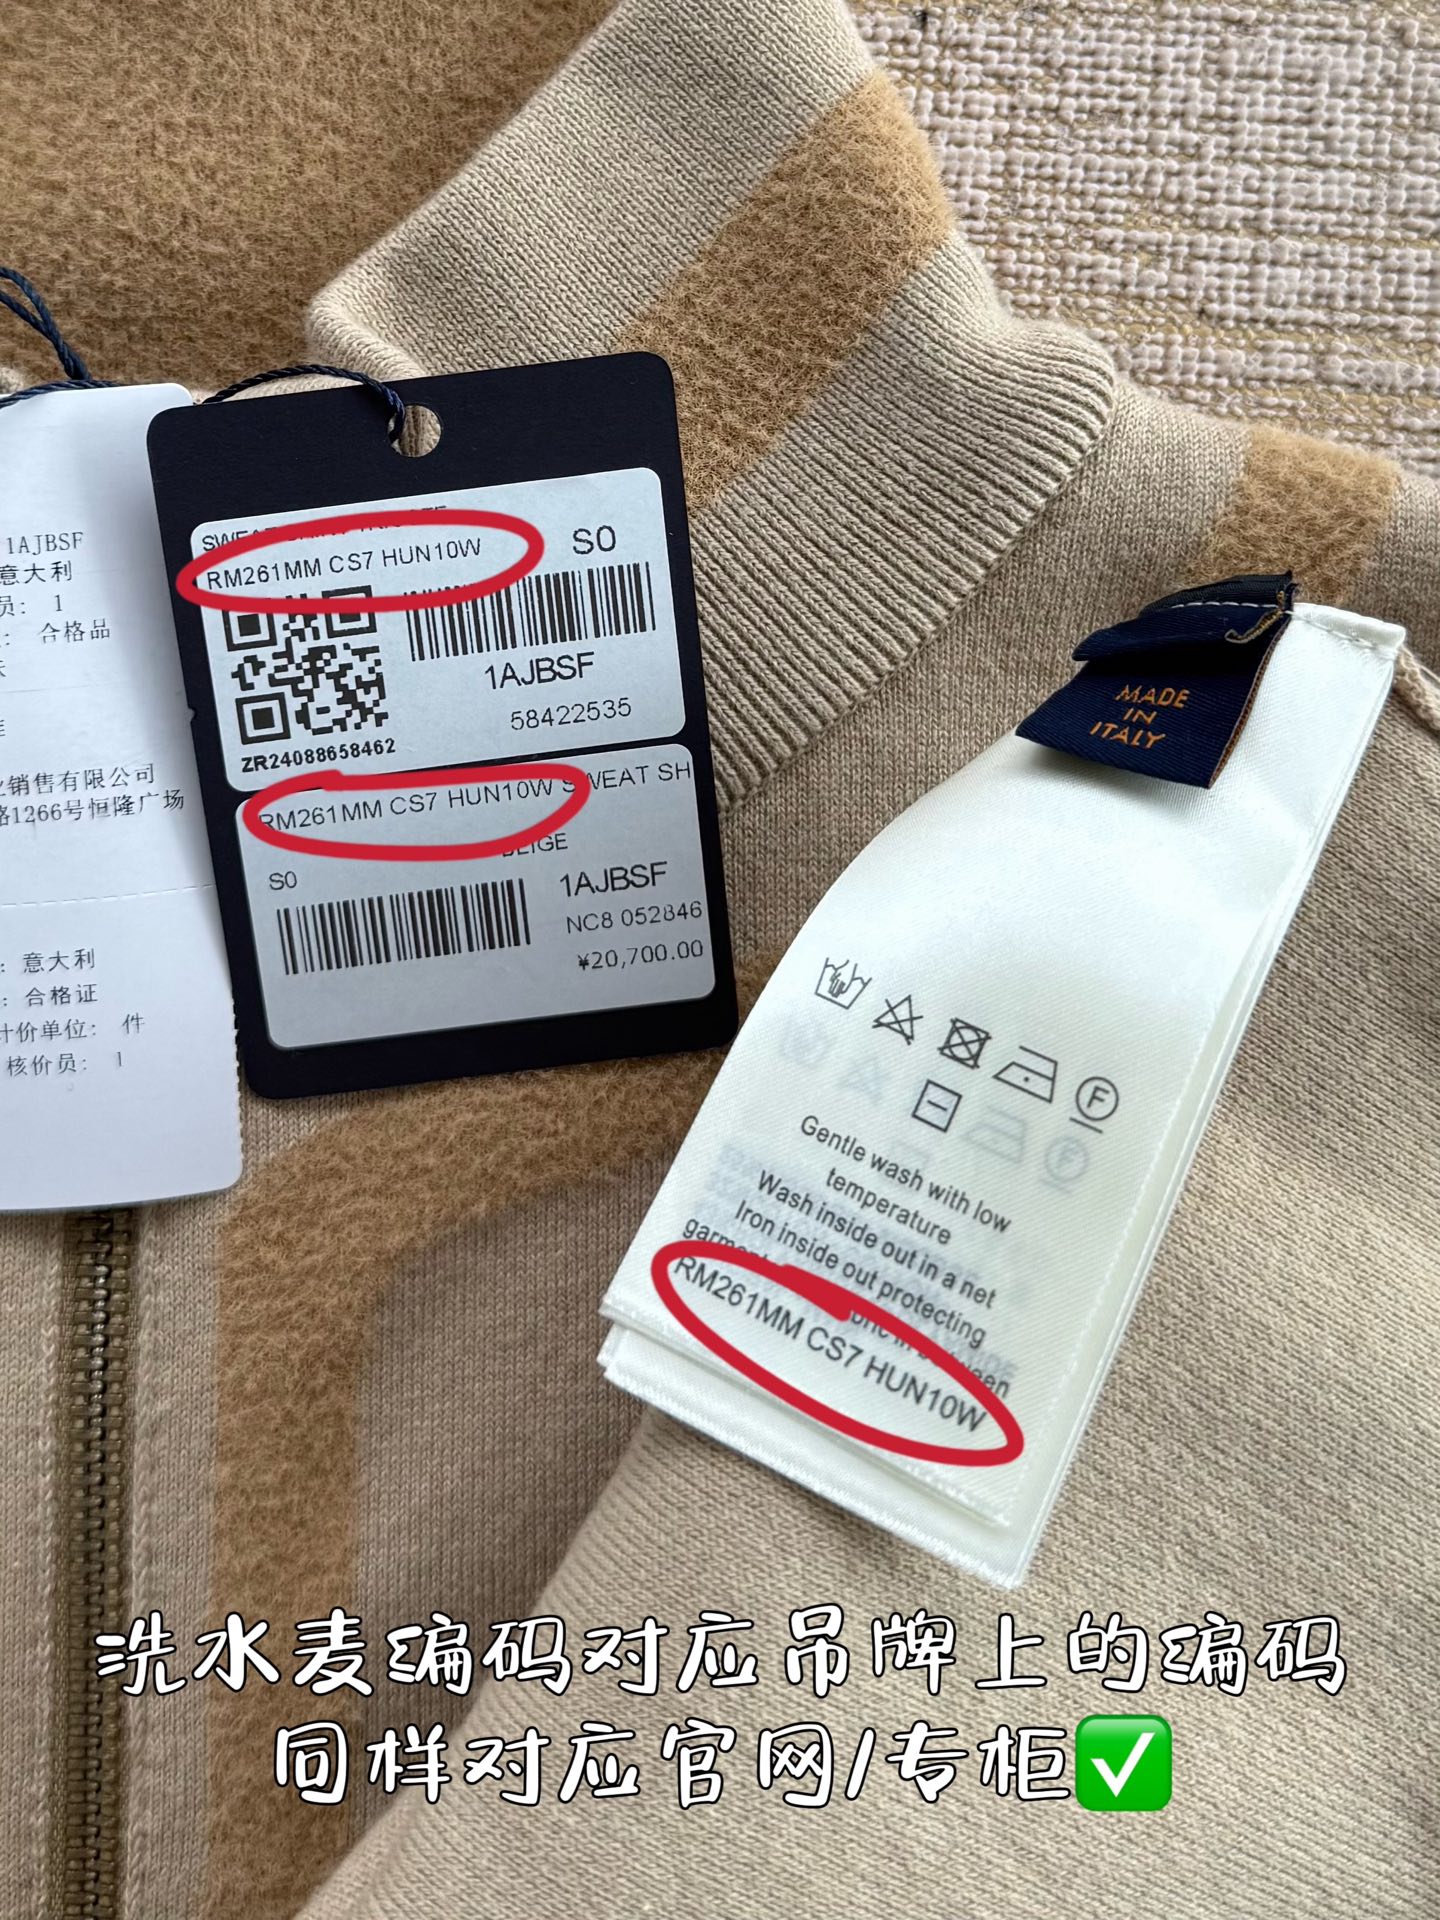 1AJBSF
意大利
员: 1
: 合格品
业销售有限公司
路1266号恒隆广场
: 意大利
: 合格证
计价单位: 件
核价员: 1
RM261MM CS7 HUN10W
S0
1AJBSF
58422535
ZR24088658462
RM261MM CS7 HUN10W SWEAT SH
BEIGE
S0
1AJBSF
NC8 052846
¥20,700.00
MADE
IN
ITALY
F
Gentle wash with low
temperature
Wash inside out in a net
Iron inside out protecting
between
RM261MM CS7 HUN10W
洗水麦编码对应吊牌上的编码
同样对应官网/专柜✅